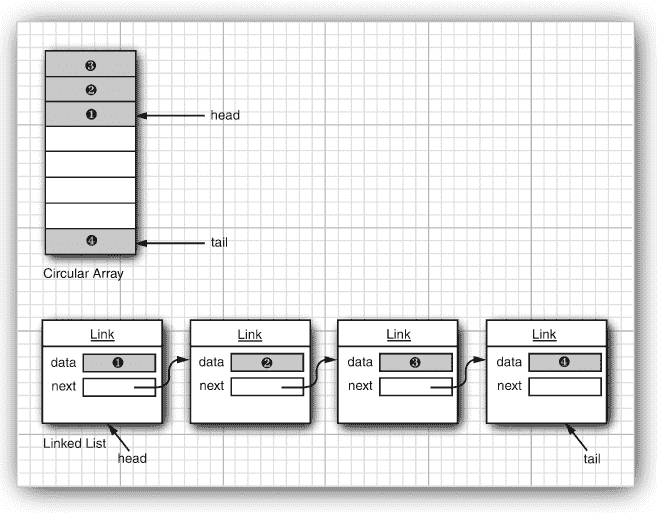 ❸
❷
❶ head
❹ tail
Circular Array
Link Link Link Link
data ❶ data ❷ data ❸ data ❹
next next next next
Linked List
head tail